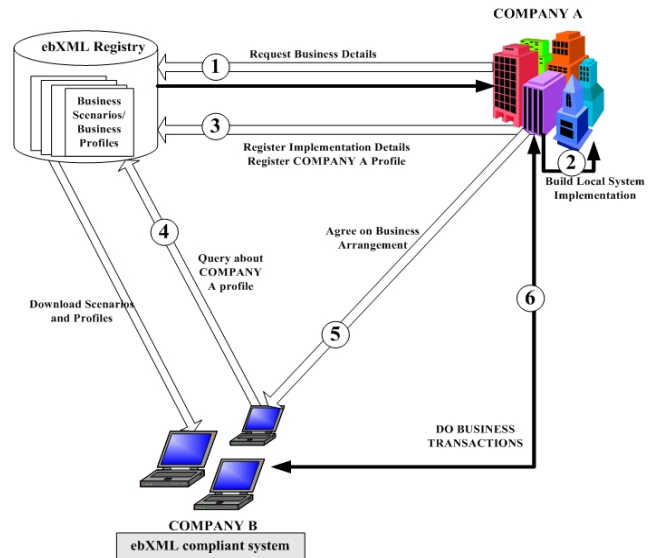 COMPANY A
ebXML Registry
1
Request Business Details
Business
Scenarios/
Business
Profiles
3
Register Implementation Details
Register COMPANY A Profile
2
Build Local System
Implementation
4
Query about
COMPANY
A profile
Agree on Business
Arrangement
6
Download Scenarios
and Profiles
5
DO BUSINESS
TRANSACTIONS
COMPANY B
ebXML compliant system